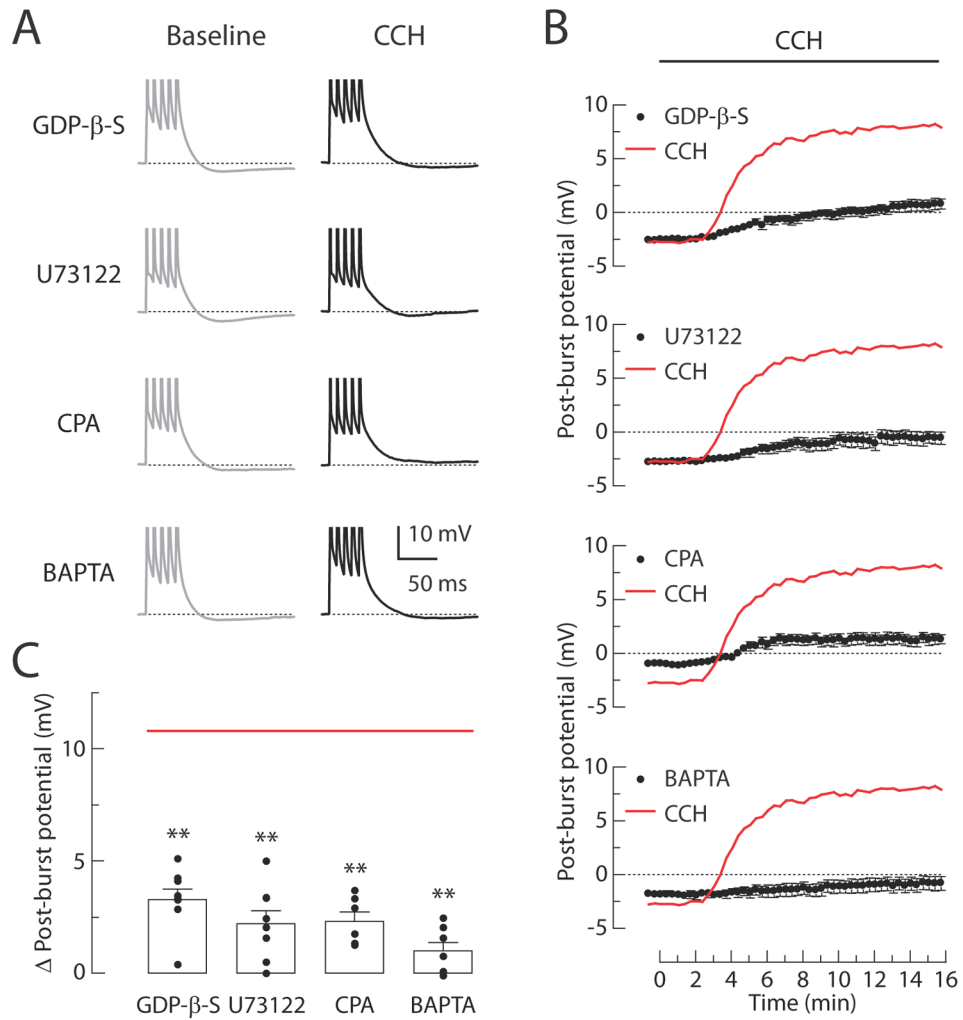 A
Baseline CCH
GDP-β-S
U73122
CPA
BAPTA
10 mV
50 ms
B
CCH
10
5
0
-5
Post-burst potential (mV)
GDP-β-S
CCH
10
5
0
-5
Post-burst potential (mV)
U73122
CCH
10
5
0
-5
Post-burst potential (mV)
CPA
CCH
10
5
0
-5
Post-burst potential (mV)
BAPTA
CCH
0 2 4 6 8 10 12 14 16
Time (min)
C
Δ Post-burst potential (mV)
10
5
0
** ** ** **
GDP-β-S U73122 CPA BAPTA